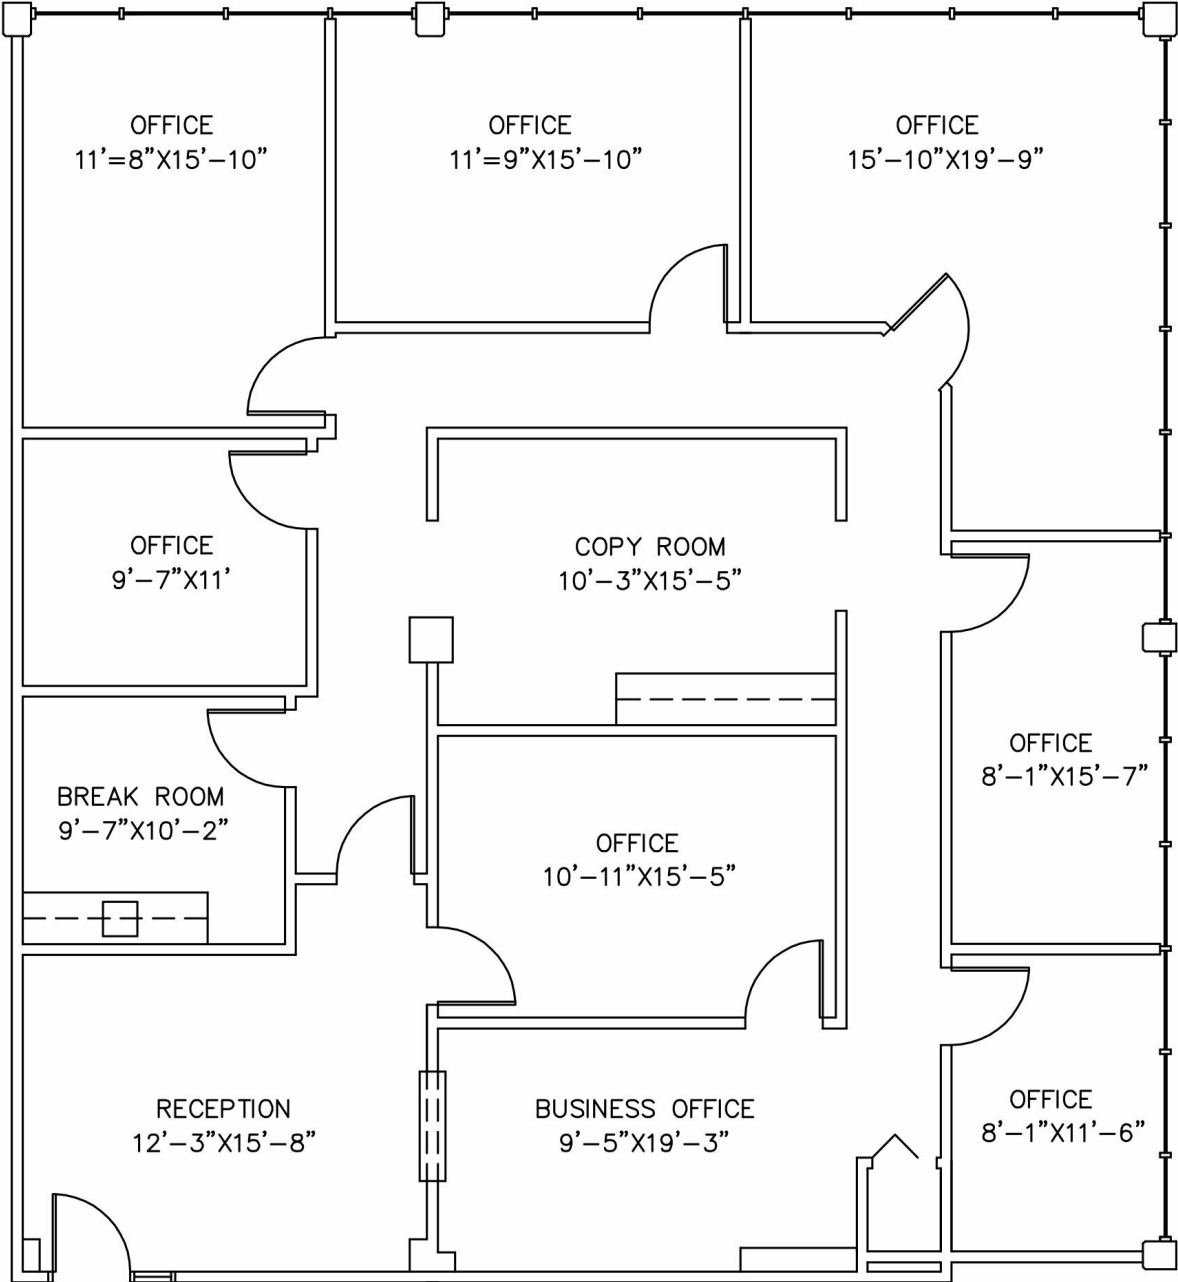 OFFICE
11'=8"X15'-10"
OFFICE
11'=9"X15'-10"
OFFICE
15'-10"X19'-9"
OFFICE
9'-7"X11'
COPY ROOM
10'-3"X15'-5"
OFFICE
8'-1"X15'-7"
BREAK ROOM
9'-7"X10'-2"
OFFICE
10'-11"X15'-5"
RECEPTION
12'-3"X15'-8"
BUSINESS OFFICE
9'-5"X19'-3"
OFFICE
8'-1"X11'-6"